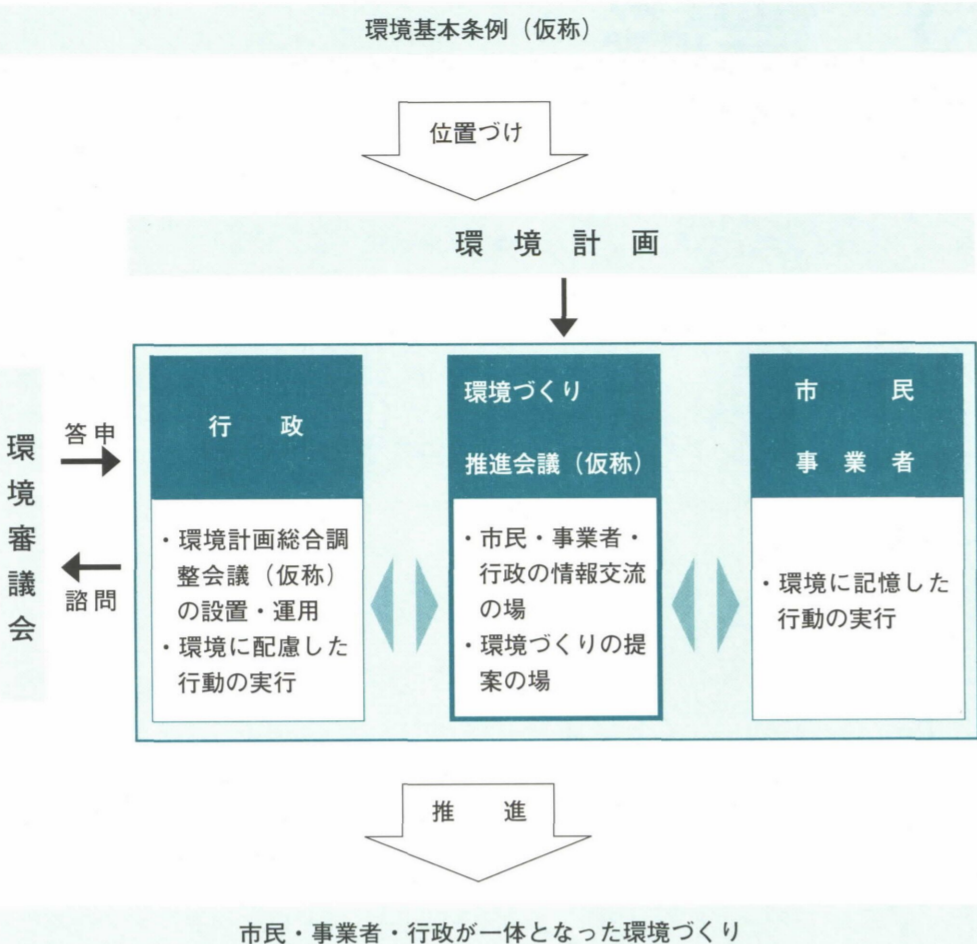 環境基本条例（仮称）
位置づけ
環境計画
環境審議会
答申
諮問
行政
・環境計画総合調
整会議（仮称）
の設置・運用
・環境に配慮した
行動の実行
環境づくり
推進会議（仮称）
・市民・事業者・
行政の情報交流
の場
・環境づくりの提
案の場
市民
事業者
・環境に記憶した
行動の実行
推進
市民・事業者・行政が一体となった環境づくり